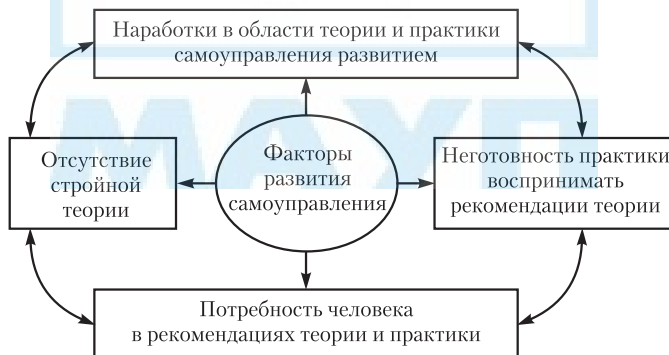 Наработки в области теории и практики
самоуправления развитием
Отсутствие
стройной
теории
Факторы
развития
самоуправления
Неготовность практики
воспринимать
рекомендации теории
Потребность человека
в рекомендациях теории и практики
МАУП